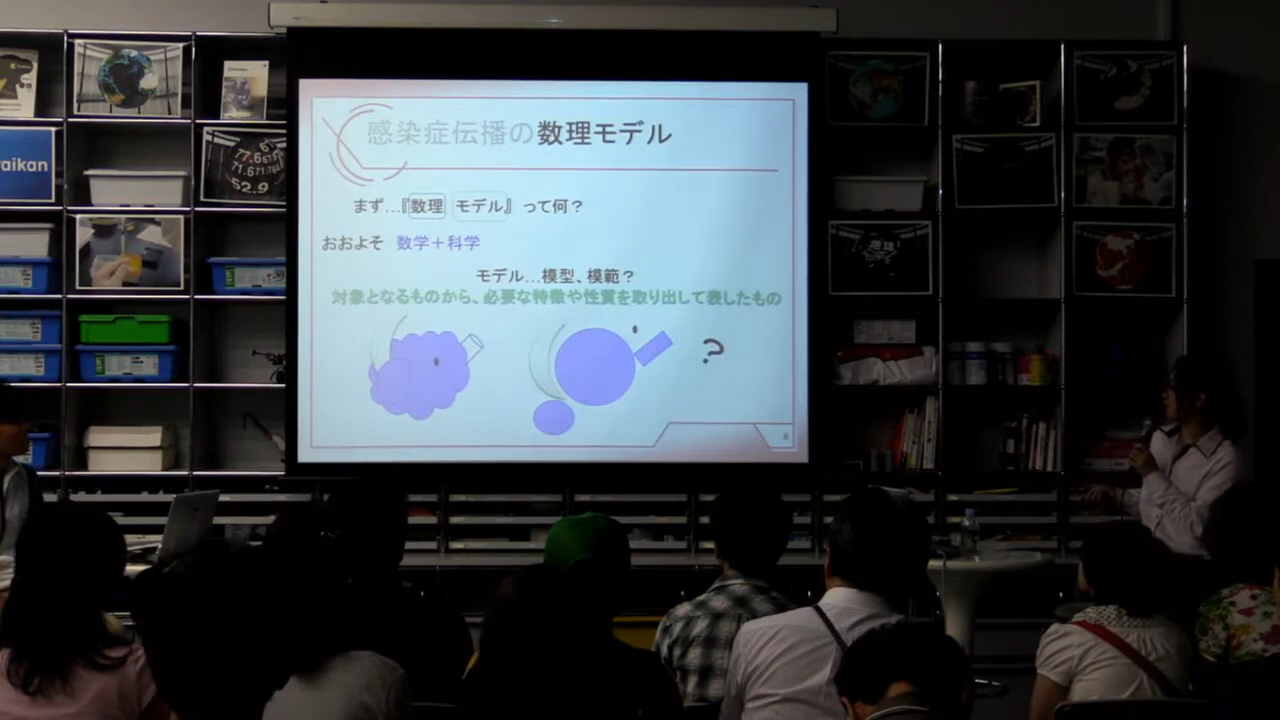 感染症伝播の数理モデル
まず…『数理 モデル』って何？
おおよそ 数学＋科学
モデル…模型、模範？
対象となるものから、必要な特徴や性質を取り出して表したもの
?
6
aikan
77.6
52.9